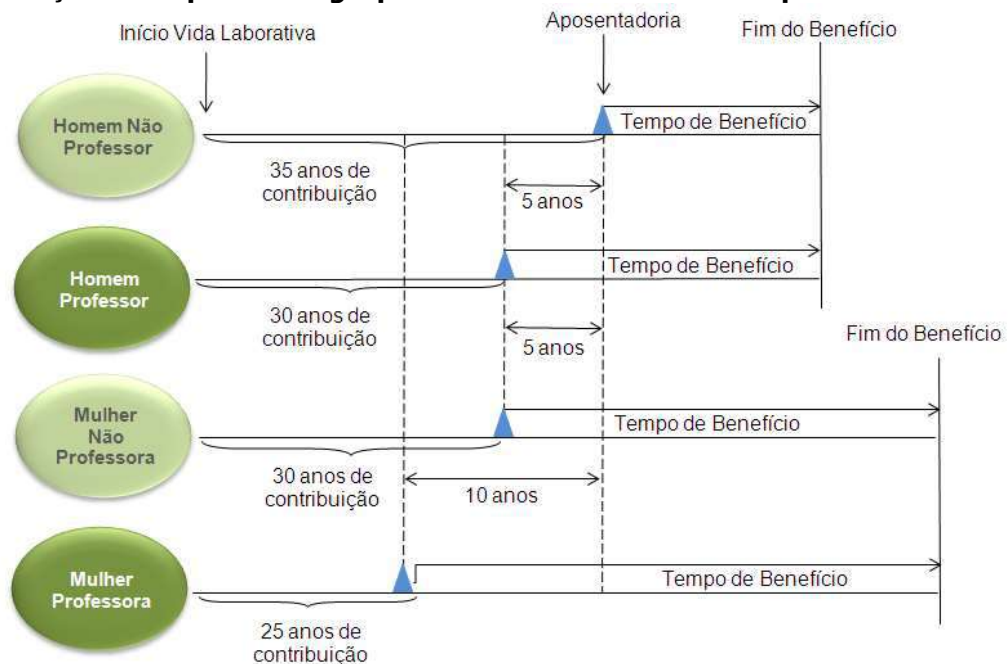 Início Vida Laborativa
Aposentadoria
Fim do Benefício
Homem Não
Professor
Tempo de Benefício
35 anos de
contribuição
5 anos
Homem
Professor
Tempo de Benefício
30 anos de
contribuição
5 anos
Fim do Benefício
Mulher
Não
Professora
Tempo de Benefício
30 anos de
contribuição
10 anos
Mulher
Professora
Tempo de Benefício
25 anos de
contribuição